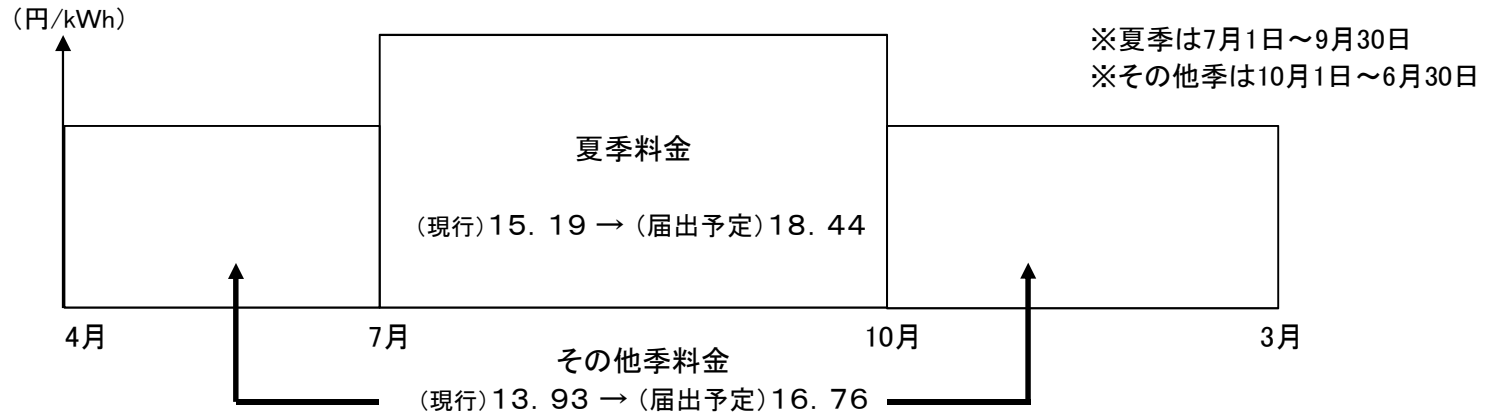 （円/kWh）
※夏季は7月1日～9月30日
※その他季は10月1日～6月30日
夏季料金
（現行）１５．１９ → （届出予定）１８．４４
4月 7月 10月 3月
その他季料金
（現行）１３．９３ → （届出予定）１６．７６